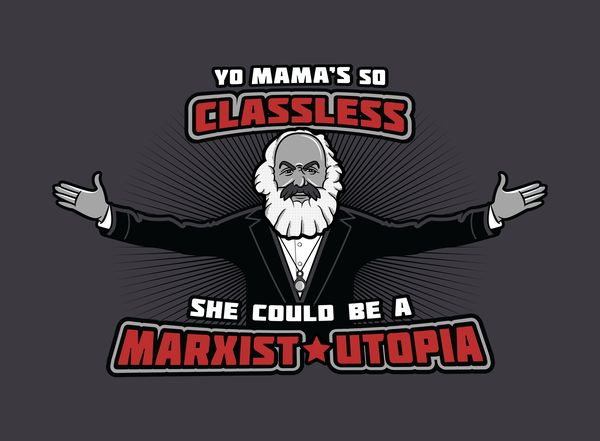 YO MAMA'S SO
CLASSLESS
SHE COULD BE A
MARXIST★UTOPIA